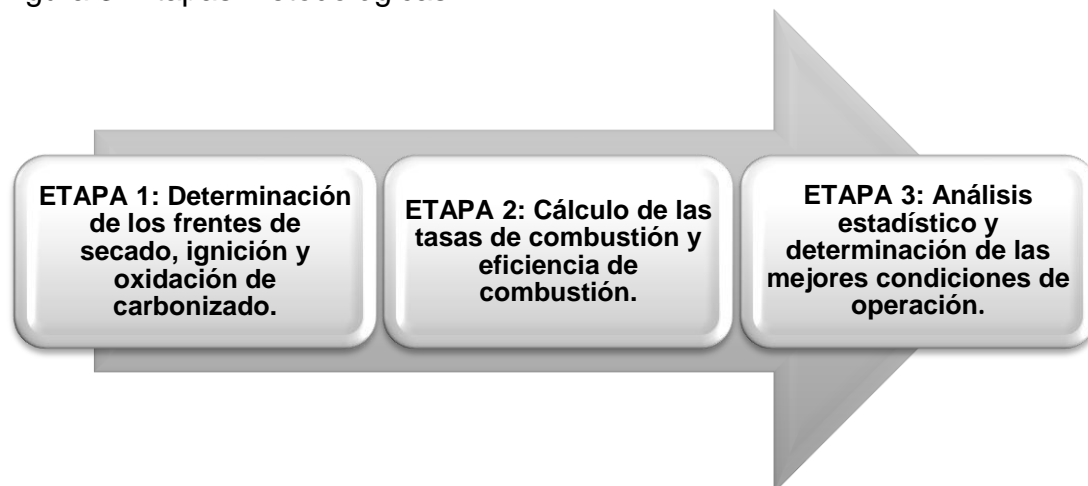 ETAPA 1: Determinación
de los frentes de
secado, ignición y
oxidación de
carbonizado.
ETAPA 2: Cálculo de las
tasas de combustión y
eficiencia de
combustión.
ETAPA 3: Análisis
estadístico y
determinación de las
mejores condiciones de
operación.